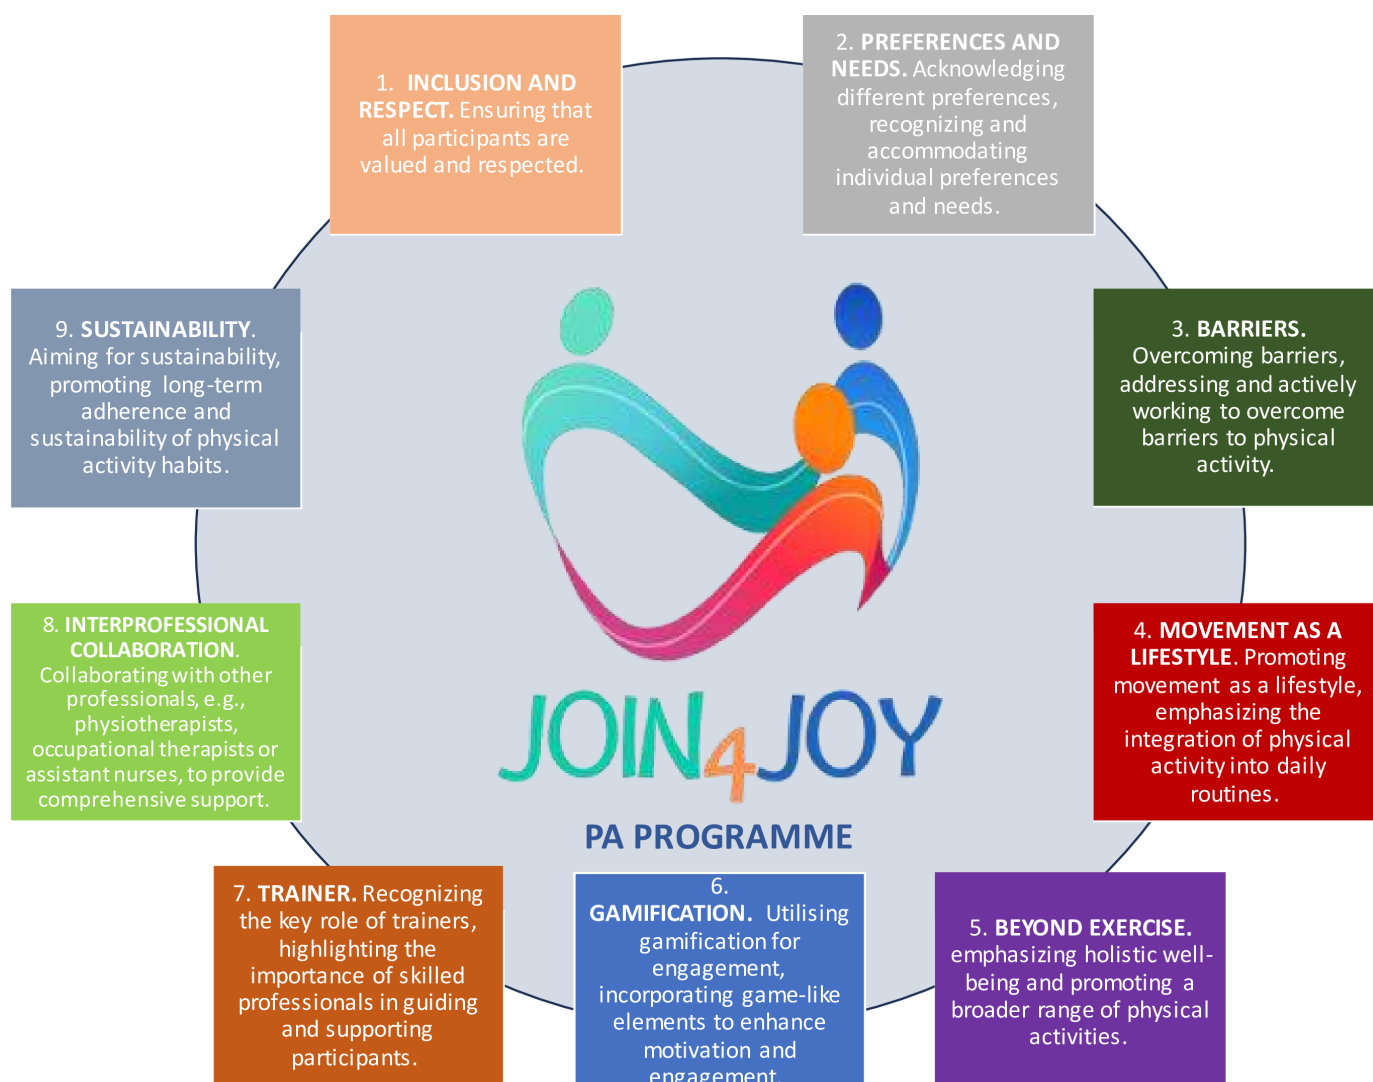 1. INCLUSION AND
RESPECT. Ensuring that
all participants are
valued and respected.
2. PREFERENCES AND
NEEDS. Acknowledging
different preferences,
recognizing and
accommodating
individual preferences
and needs.
3. BARRIERS.
Overcoming barriers,
addressing and actively
working to overcome
barriers to physical
activity.
4. MOVEMENT AS A
LIFESTYLE. Promoting
movement as a lifestyle,
emphasizing the
integration of physical
activity into daily
routines.
5. BEYOND EXERCISE.
emphasizing holistic well-
being and promoting a
broader range of physical
activities.
6.
GAMIFICATION. Utilising
gamification for
engagement,
incorporating game-like
elements to enhance
motivation and
engagement.
7. TRAINER. Recognizing
the key role of trainers,
highlighting the
importance of skilled
professionals in guiding
and supporting
participants.
8. INTERPROFESSIONAL
COLLABORATION.
Collaborating with other
professionals, e.g.,
physiotherapists,
occupational therapists or
assistant nurses, to provide
comprehensive support.
9. SUSTAINABILITY.
Aiming for sustainability,
promoting long-term
adherence and
sustainability of physical
activity habits.
JOIN4JOY
PA PROGRAMME